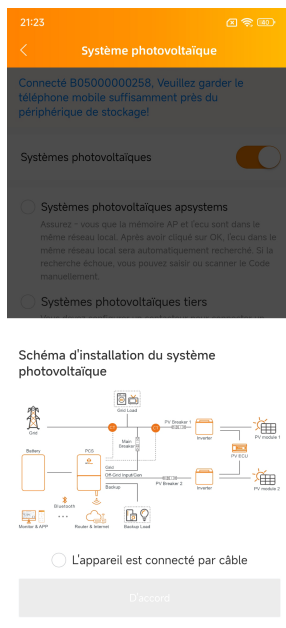 21:23
Système photovoltaïque
Connecté B05000000258, Veuillez garder le
téléphone mobile suffisamment près du
périphérique de stockage!
Systèmes photovoltaïques
Systèmes photovoltaïques apsystems
Assurez - vous que la mémoire AP et l'ecu sont dans le
même réseau local. Après avoir cliqué sur OK, l'ecu dans le
même réseau local sera automatiquement recherché. Si la
recherche échoue, vous pouvez saisir ou scanner le Code
manuellement.
Systèmes photovoltaïques tiers
Schéma d'installation du système
photovoltaïque
Grid Load
Grid
PV Breaker 1
Inverter
PV module 1
Main
Breaker
Battery
PCS
PV ECU
Grid
Off-Grid Input/Gen
Backup
PV Breaker 2
Inverter
PV module 2
Bluetooth
Monitor & APP
Router & Internet
Backup Load
L'appareil est connecté par câble
D'accord